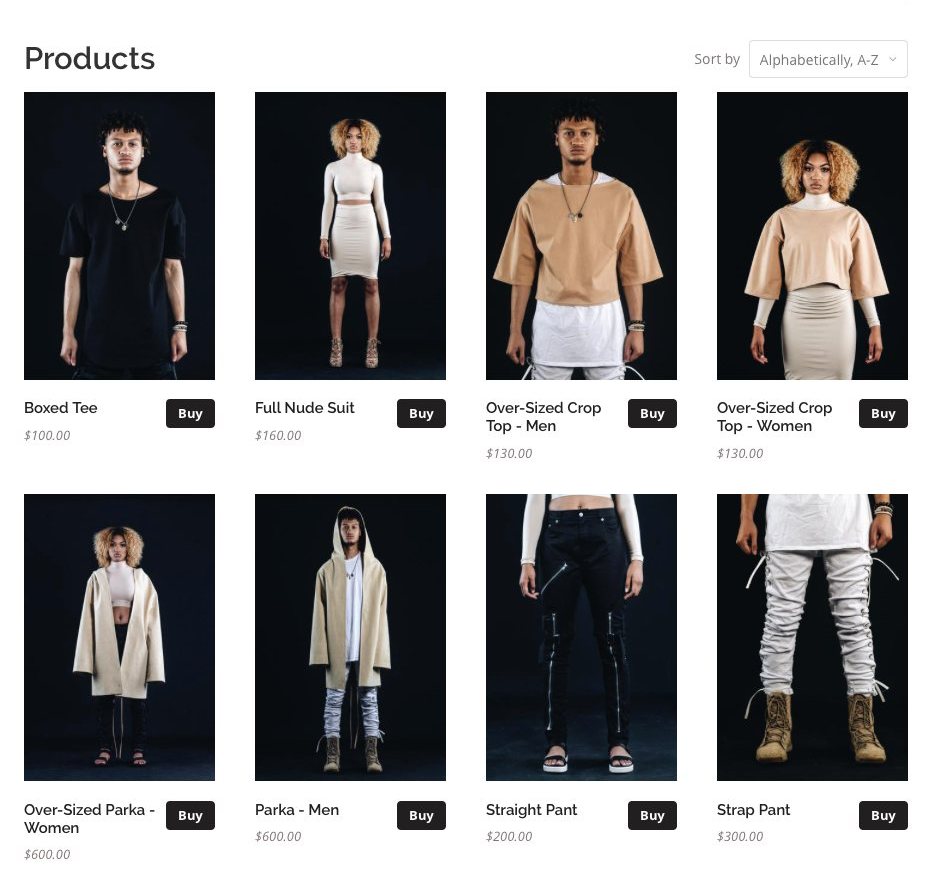 Products
Sort by Alphabetically, A-Z
Boxed Tee
Buy
$100.00
Full Nude Suit
Buy
$160.00
Over-Sized Crop
Top - Men
Buy
$130.00
Over-Sized Crop
Top - Women
Buy
$130.00
Over-Sized Parka -
Women
Buy
$600.00
Parka - Men
Buy
$600.00
Straight Pant
Buy
$200.00
Strap Pant
Buy
$300.00